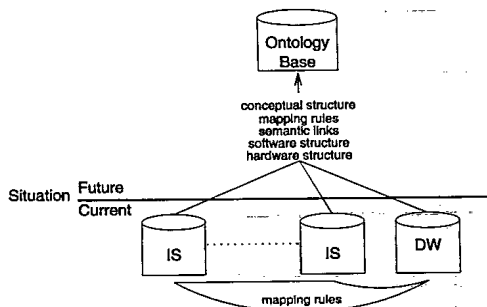 Ontology
Base
conceptual structure
mapping rules
semantic links
software structure
hardware structure
Situation
Future
Current
IS
IS
DW
mapping rules